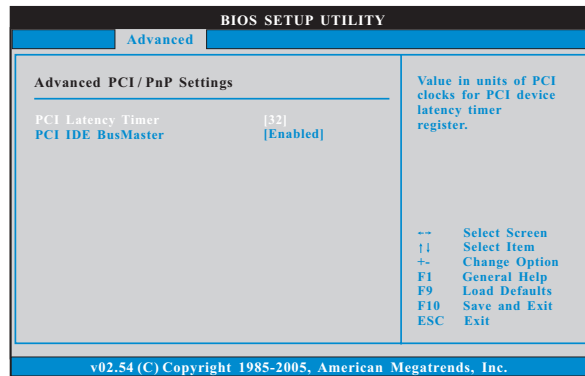 BIOS SETUP UTILITY
Advanced
Advanced PCI / PnP Settings
PCI Latency Timer [32]
PCI IDE BusMaster [Enabled]
Value in units of PCI
clocks for PCI device
latency timer
register.
←→ Select Screen
↑↓ Select Item
+- Change Option
F1 General Help
F9 Load Defaults
F10 Save and Exit
ESC Exit
v02.54 (C) Copyright 1985-2005, American Megatrends, Inc.